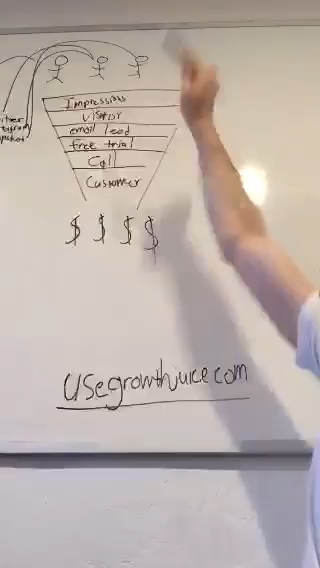 Impressions
Visitor
email lead
free trial
Call
Customer
$ $ $ $
usegrowthjuice.com